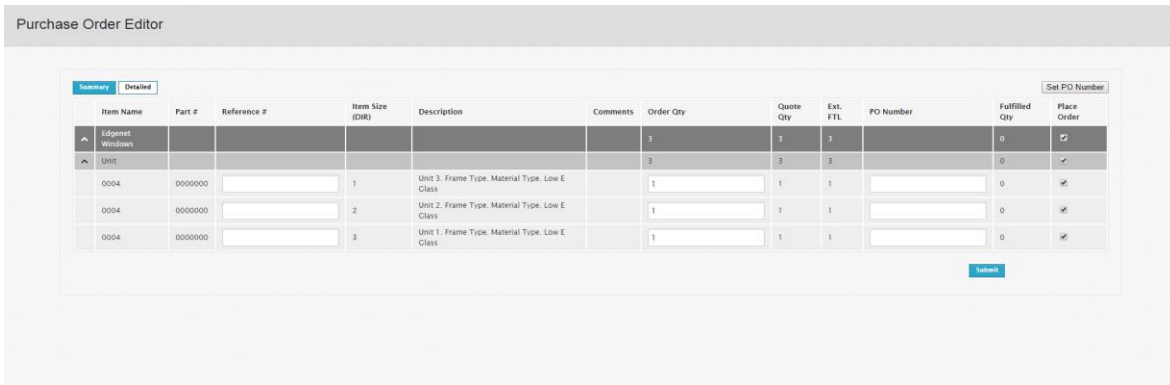 Purchase Order Editor
Summary Detailed
Set PO Number
Item Name Part # Reference # Item Size (DIR) Description Comments Order Qty Quote Qty Ext. FTL PO Number Fulfilled Qty Place Order
Edgenet Windows 3 3 3 0
Unit 3 3 3 0
0004 0000000 1 Unit 3. Frame Type. Material Type. Low E Glass 1 1 1 0
0004 0000000 2 Unit 2. Frame Type. Material Type. Low E Glass 1 1 1 0
0004 0000000 3 Unit 1. Frame Type. Material Type. Low E Glass 1 1 1 0
Submit